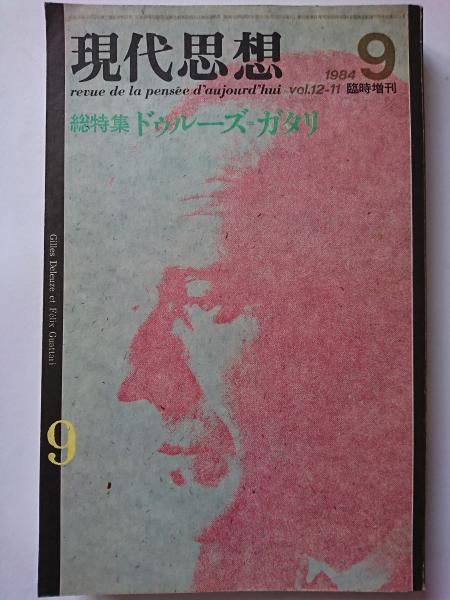 現代思想
1984 9
revue de la pensée d'aujourd'hui vol.12-11 臨時増刊
総特集 ドゥルーズ=ガタリ
Gilles Deleuze et Félix Guattari
9